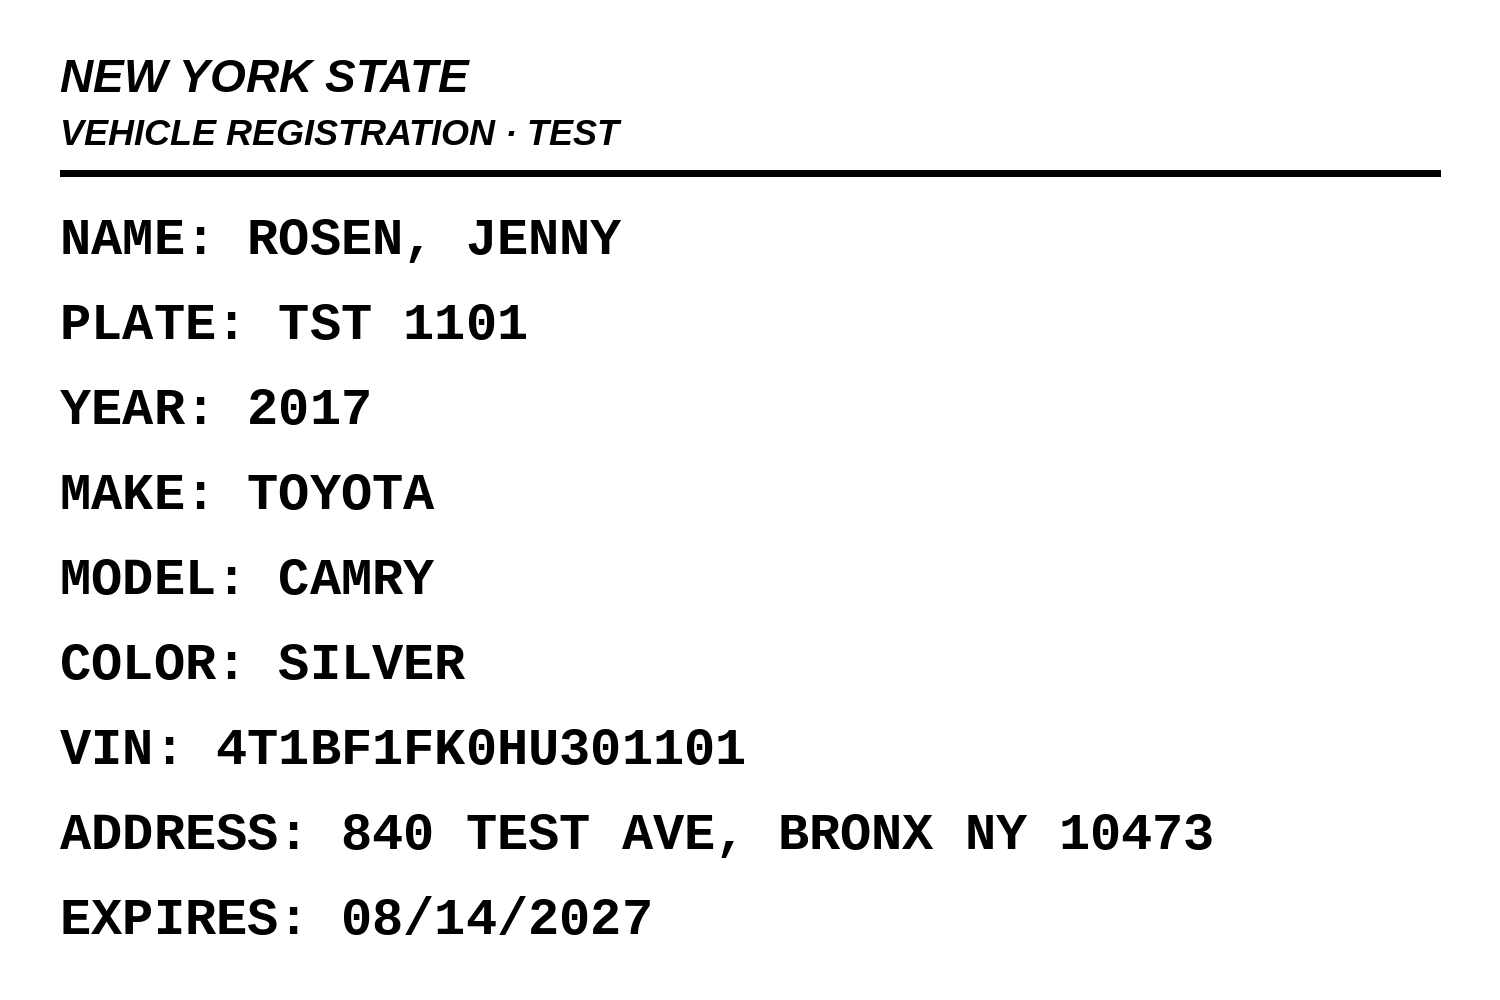 NEW YORK STATE
VEHICLE REGISTRATION · TEST
NAME: ROSEN, JENNY
PLATE: TST 1101
YEAR: 2017
MAKE: TOYOTA
MODEL: CAMRY
COLOR: SILVER
VIN: 4T1BF1FK0HU301101
ADDRESS: 840 TEST AVE, BRONX NY 10473
EXPIRES: 08/14/2027